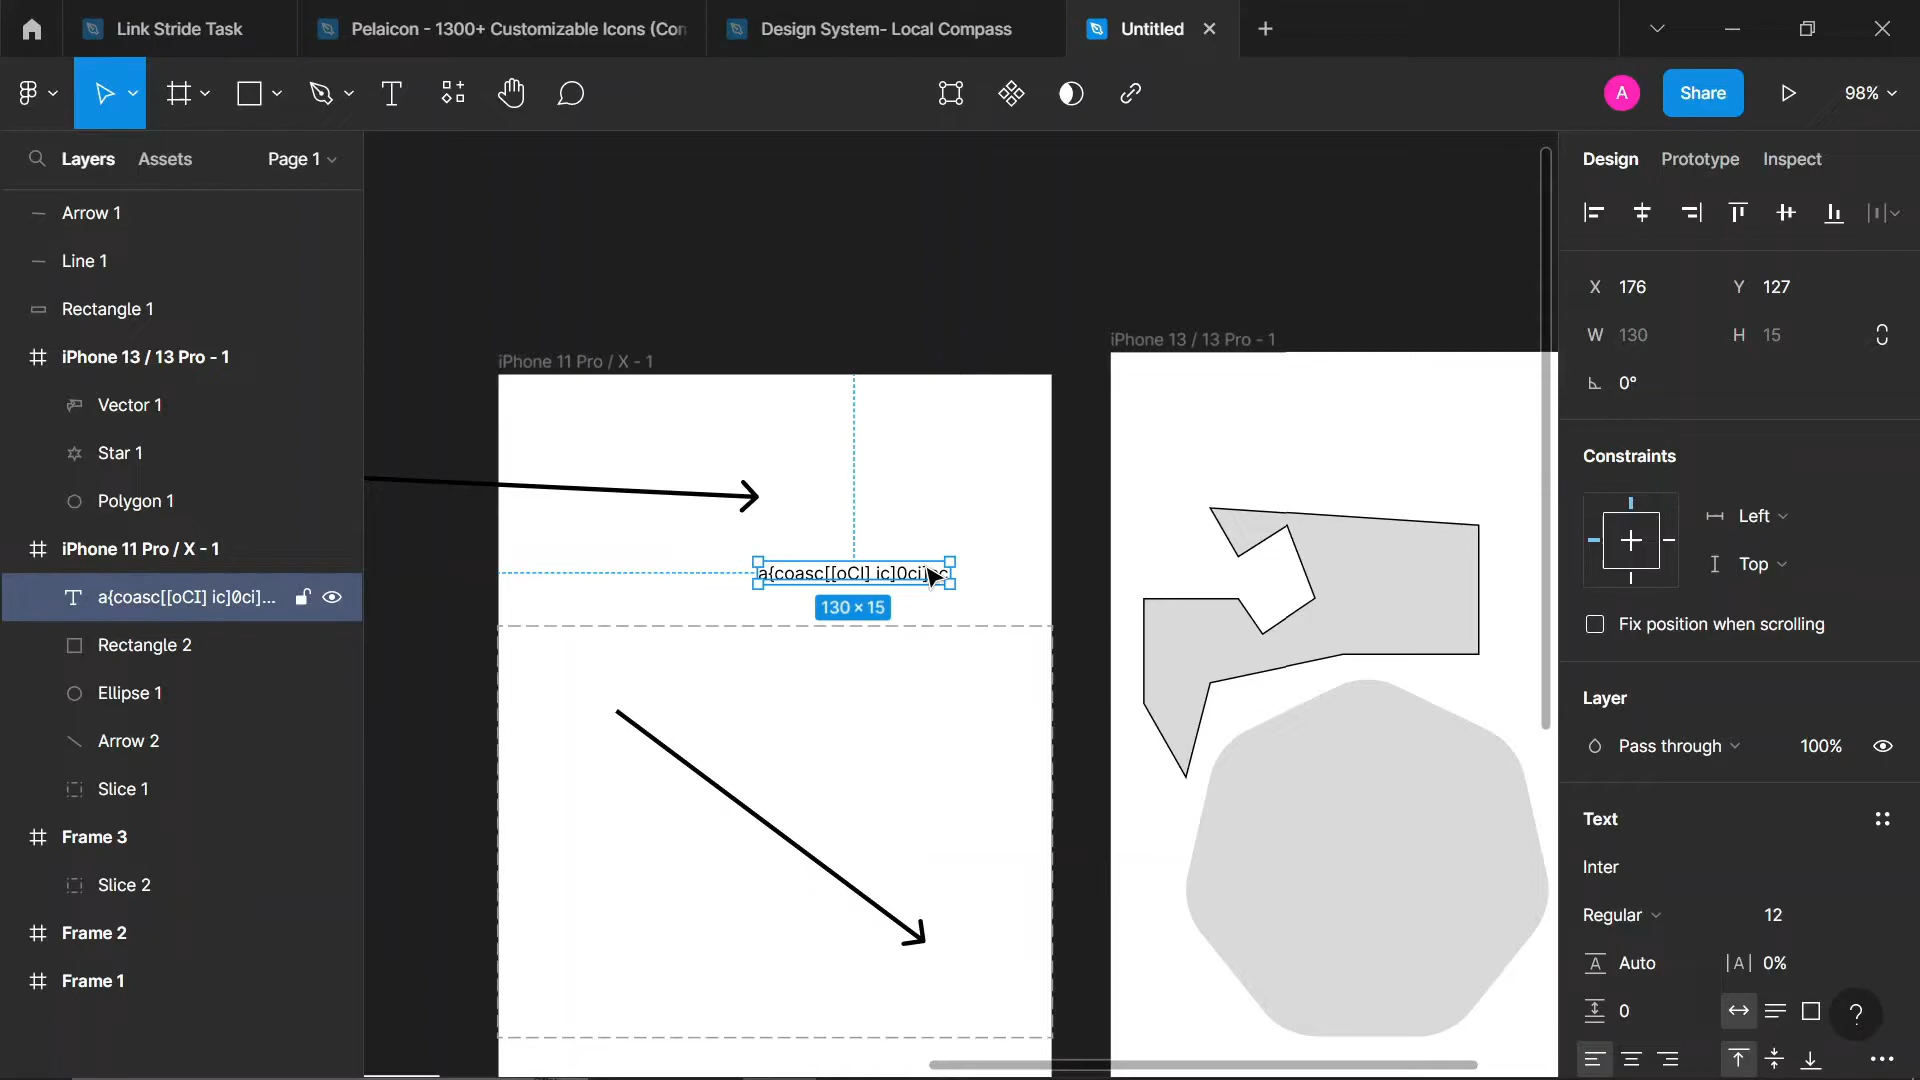 Link Stride Task
Pelaicon - 1300+ Customizable Icons (Con
Design System- Local Compass
Untitled
A
Share
98%
Layers
Assets
Page 1
Arrow 1
Line 1
Rectangle 1
iPhone 13 / 13 Pro - 1
Vector 1
Star 1
Polygon 1
iPhone 11 Pro / X - 1
a{coasc[[oCI] ic]0ci]...
Rectangle 2
Ellipse 1
Arrow 2
Slice 1
Frame 3
Slice 2
Frame 2
Frame 1
iPhone 11 Pro / X - 1
a{coasc[[oCI] ic]0ci]
130 × 15
iPhone 13 / 13 Pro - 1
Design
Prototype
Inspect
X 176
Y 127
W 130
H 15
0°
Constraints
Left
Top
Fix position when scrolling
Layer
Pass through
100%
Text
Inter
Regular
12
Auto
|A| 0%
0
?